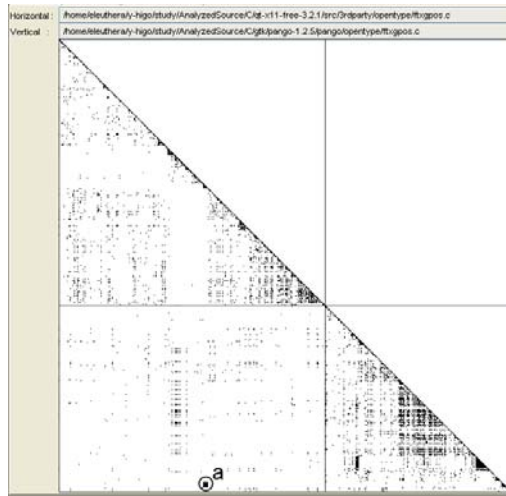 Horizontal : /home/eleuthera/y-higo/study/AnalyzedSource/C/qt-x11-free-3.2.1/src/3rdparty/opentype/ftxgpos.c
Vertical : /home/eleuthera/y-higo/study/AnalyzedSource/C/gtk/pango-1.2.5/pango/opentype/ftxgpos.c
a